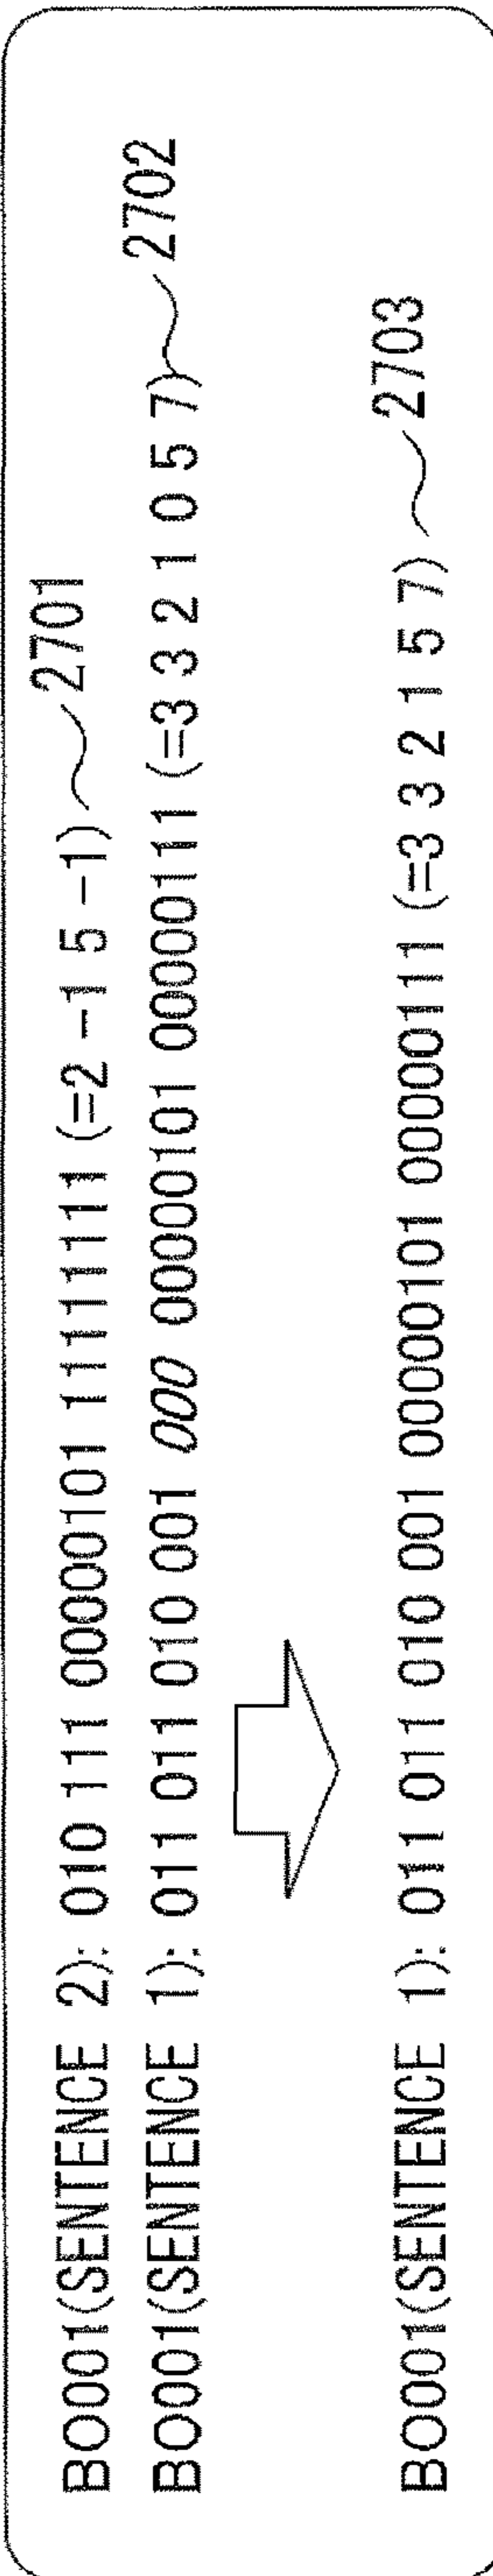 BO001(SENTENCE 2): 010 111 00000101 11111111 (=2 -1 5 -1) 2701
BO001(SENTENCE 1): 011 011 010 001 000 00000101 00000111 (=3 3 2 1 0 5 7) 2702
BO001(SENTENCE 1): 011 011 010 001 00000101 00000111 (=3 3 2 1 5 7) 2703